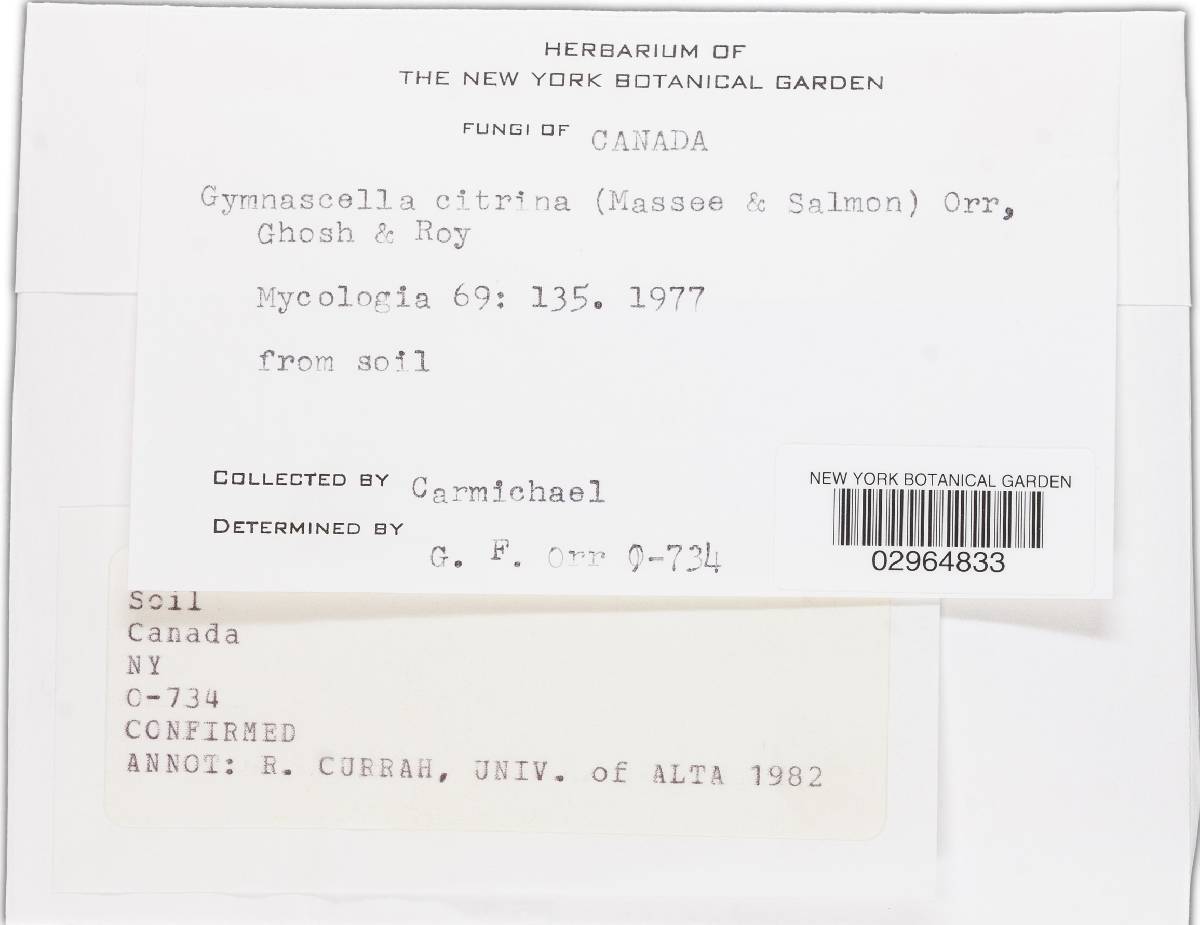 HERBARIUM OF
THE NEW YORK BOTANICAL GARDEN
FUNGI OF CANADA
Gymnascella citrina (Massee & Salmon) Orr,
Ghosh & Roy
Mycologia 69: 135. 1977
from soil
COLLECTED BY Carmichael
DETERMINED BY
G. F. Orr O-734
NEW YORK BOTANICAL GARDEN
02964833
Soil
Canada
NY
O-734
CONFIRMED
ANNOT: R. CURRAH, UNIV. of ALTA 1982